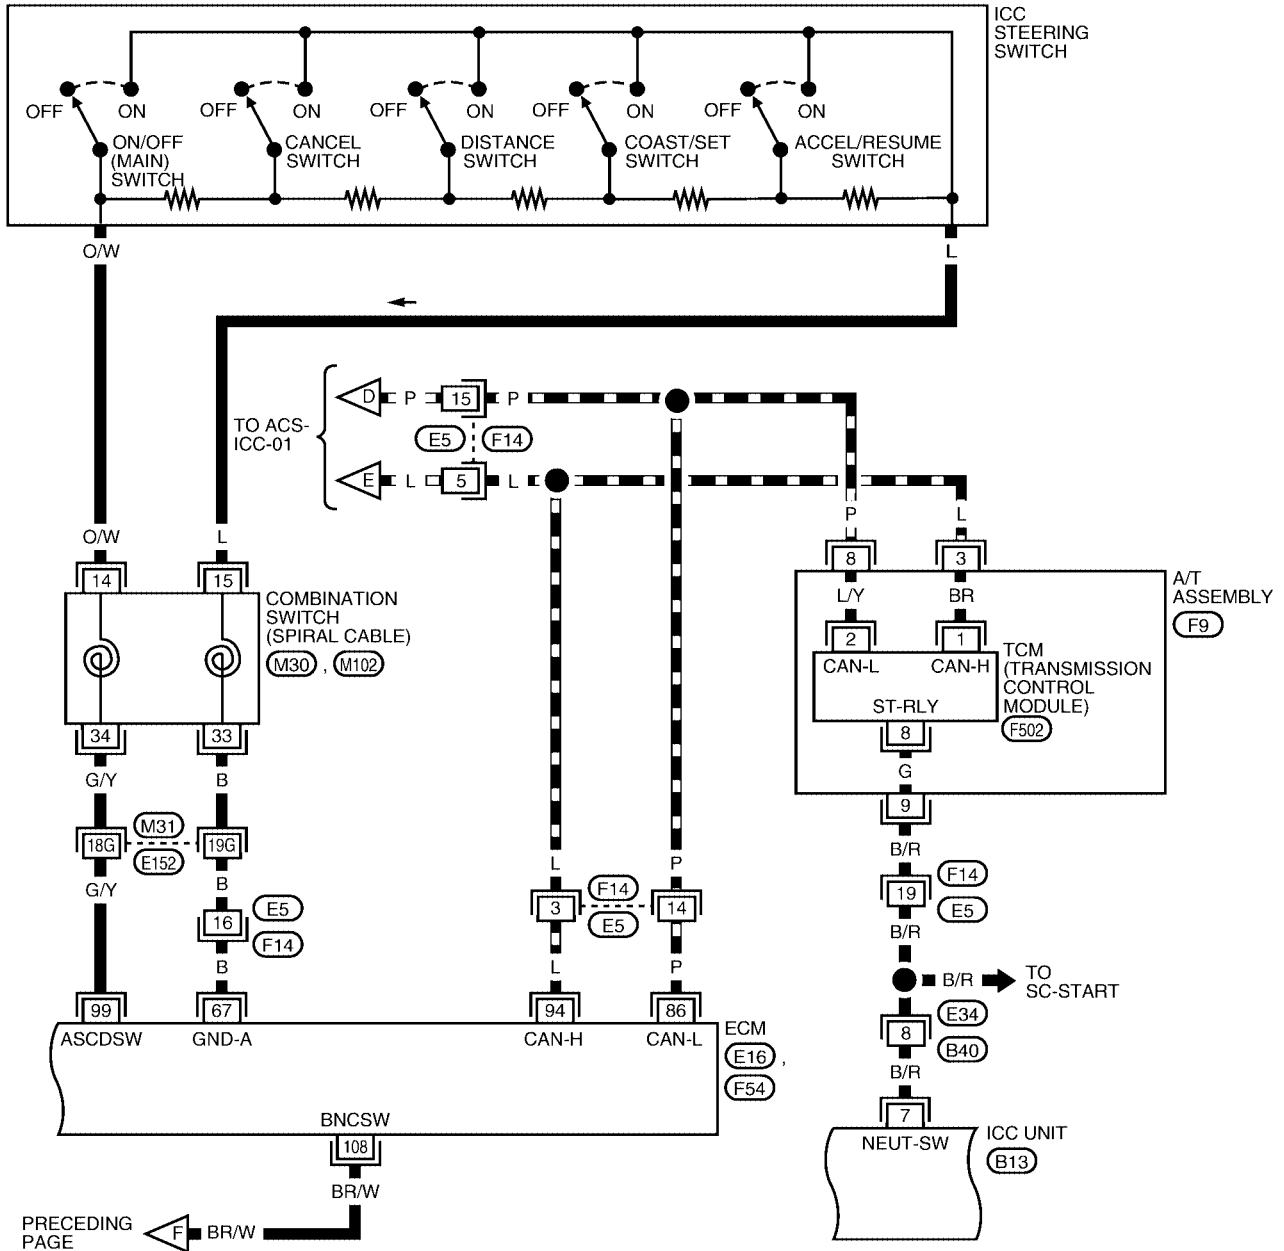 ICC
STEERING
SWITCH
OFF ON
OFF ON
OFF ON
OFF ON
OFF ON
ON/OFF
(MAIN)
SWITCH
CANCEL
SWITCH
DISTANCE
SWITCH
COAST/SET
SWITCH
ACCEL/RESUME
SWITCH
O/W
L
TO ACS-
ICC-01
D P 15 P
E5 F14
E L 5 L
O/W
L
P
L
14
15
8
3
A/T
ASSEMBLY
F9
L/Y
BR
COMBINATION
SWITCH
(SPIRAL CABLE)
M30 , M102
2
1
CAN-L
CAN-H
TCM
(TRANSMISSION
CONTROL
MODULE)
F502
ST-RLY
8
G
9
34
33
G/Y
B
18G
M31
E152
19G
G/Y
B
16
E5
F14
B
L
P
3
F14
E5
14
L
P
B/R
19
F14
E5
B/R
B/R
TO
SC-START
8
E34
B40
B/R
7
NEUT-SW
ICC UNIT
B13
99
67
94
86
ASCDSW
GND-A
CAN-H
CAN-L
ECM
E16 ,
F54
BNCSW
108
BR/W
PRECEDING
PAGE
F BR/W